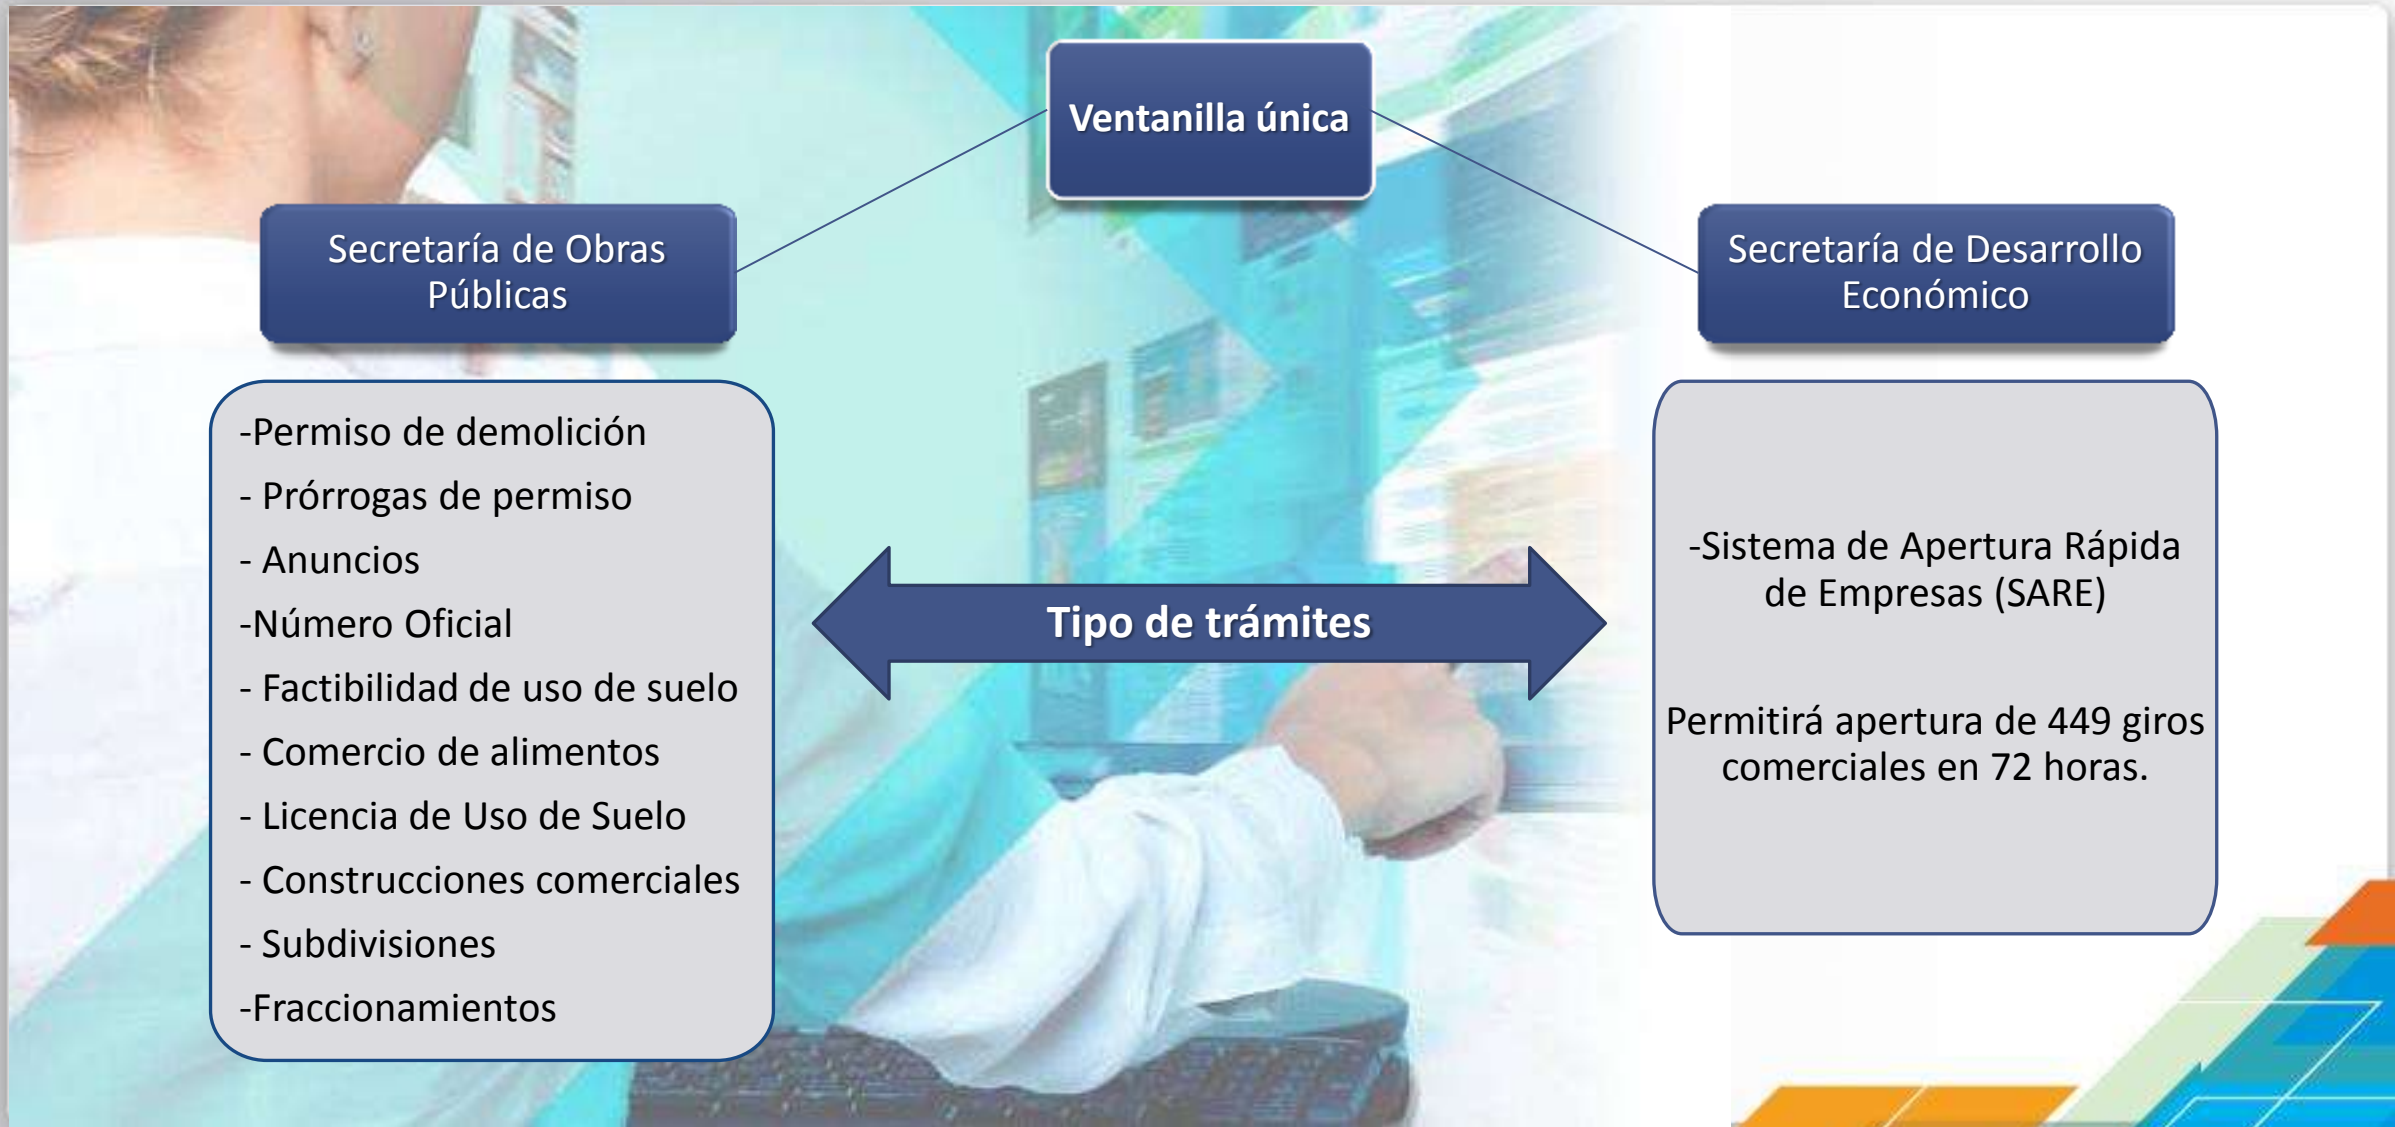 Ventanilla única
Secretaría de Obras
Públicas
Secretaría de Desarrollo
Económico
-Permiso de demolición
- Prórrogas de permiso
- Anuncios
-Número Oficial
- Factibilidad de uso de suelo
- Comercio de alimentos
- Licencia de Uso de Suelo
- Construcciones comerciales
- Subdivisiones
-Fraccionamientos
Tipo de trámites
-Sistema de Apertura Rápida
de Empresas (SARE)
Permitirá apertura de 449 giros
comerciales en 72 horas.